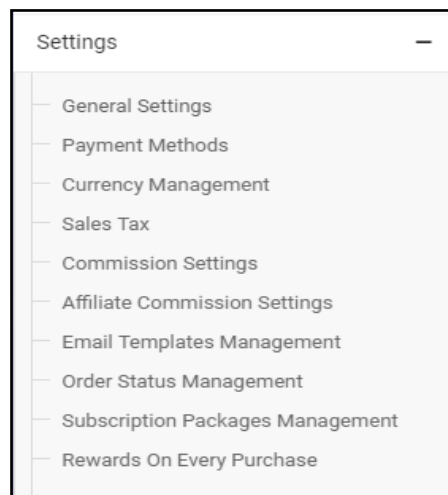 Settings
General Settings
Payment Methods
Currency Management
Sales Tax
Commission Settings
Affiliate Commission Settings
Email Templates Management
Order Status Management
Subscription Packages Management
Rewards On Every Purchase